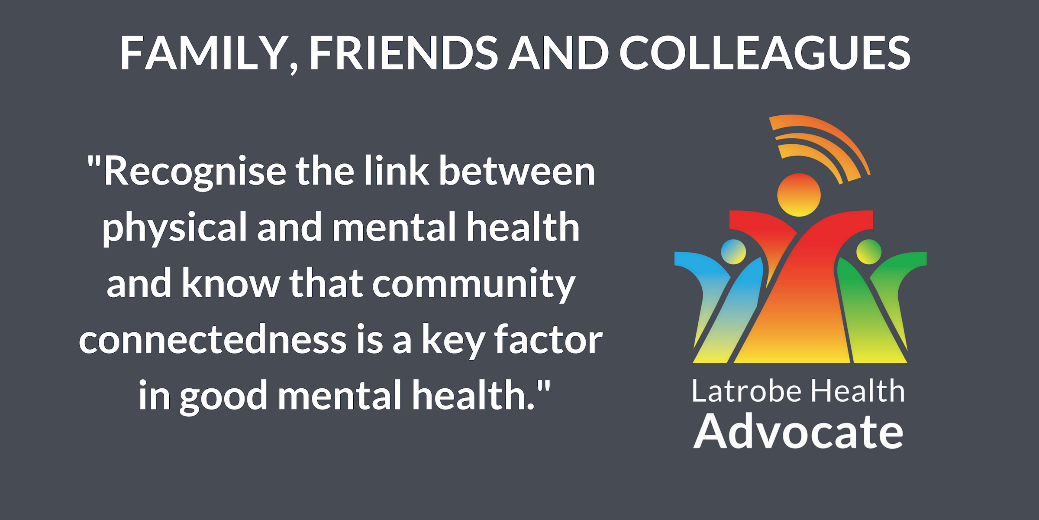 FAMILY, FRIENDS AND COLLEAGUES
"Recognise the link between
physical and mental health
and know that community
connectedness is a key factor
in good mental health."
Latrobe Health
Advocate